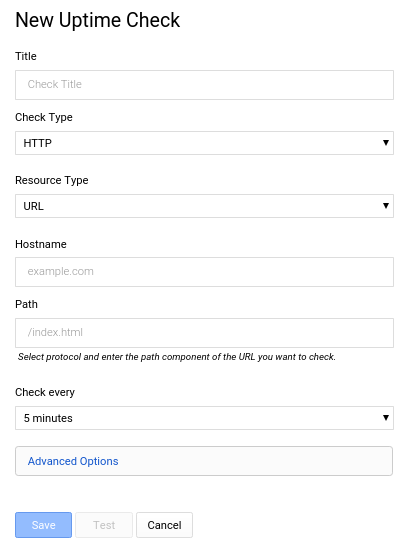 New Uptime Check
Title
Check Title
Check Type
HTTP
Resource Type
URL
Hostname
example.com
Path
/index.html
Select protocol and enter the path component of the URL you want to check.
Check every
5 minutes
Advanced Options
Save Test Cancel